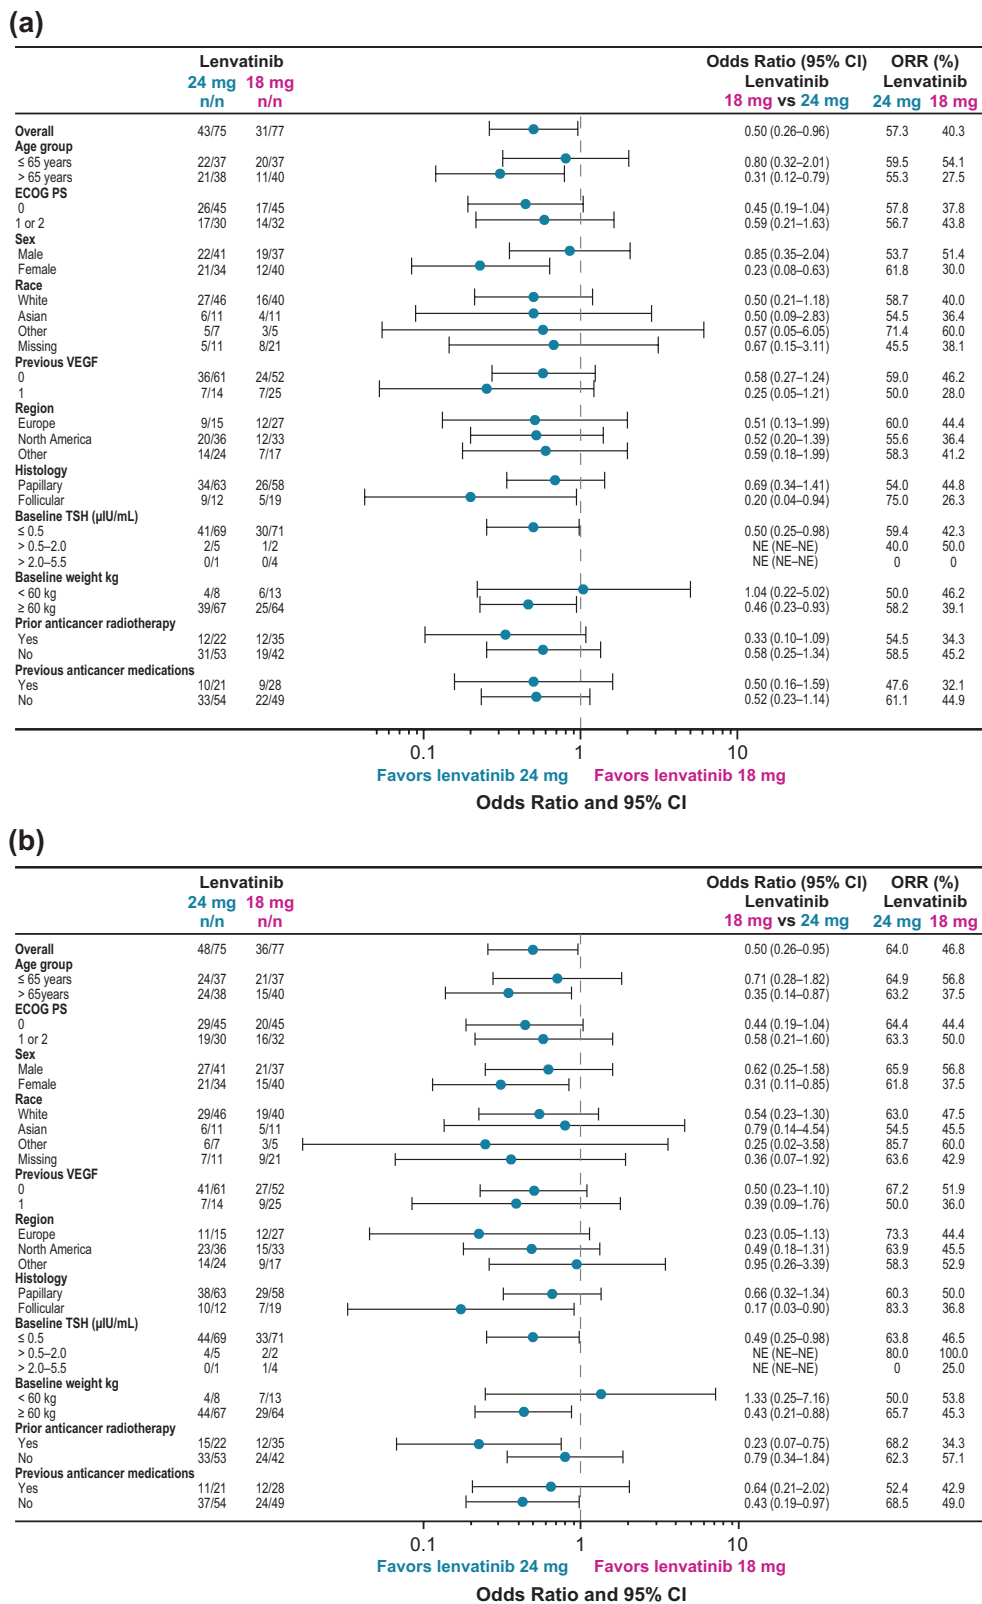 (a)
Lenvatinib Odds Ratio (95% CI) ORR (%)
24 mg 18 mg Lenvatinib Lenvatinib
n/n n/n 18 mg vs 24 mg 24 mg 18 mg
Overall 43/75 31/77 0.50 (0.26–0.96) 57.3 40.3
Age group
≤ 65 years 22/37 20/37 0.80 (0.32–2.01) 59.5 54.1
> 65 years 21/38 11/40 0.31 (0.12–0.79) 55.3 27.5
ECOG PS
0 26/45 17/45 0.45 (0.19–1.04) 57.8 37.8
1 or 2 17/30 14/32 0.59 (0.21–1.63) 56.7 43.8
Sex
Male 22/41 19/37 0.85 (0.35–2.04) 53.7 51.4
Female 21/34 12/40 0.23 (0.08–0.63) 61.8 30.0
Race
White 27/46 16/40 0.50 (0.21–1.18) 58.7 40.0
Asian 6/11 4/11 0.50 (0.09–2.83) 54.5 36.4
Other 5/7 3/5 0.57 (0.05–6.05) 71.4 60.0
Missing 5/11 8/21 0.67 (0.15–3.11) 45.5 38.1
Previous VEGF
0 36/61 24/52 0.58 (0.27–1.24) 59.0 46.2
1 7/14 7/25 0.25 (0.05–1.21) 50.0 28.0
Region
Europe 9/15 12/27 0.51 (0.13–1.99) 60.0 44.4
North America 20/36 12/33 0.52 (0.20–1.39) 55.6 36.4
Other 14/24 7/17 0.59 (0.18–1.99) 58.3 41.2
Histology
Papillary 34/63 26/58 0.69 (0.34–1.41) 54.0 44.8
Follicular 9/12 5/19 0.20 (0.04–0.94) 75.0 26.3
Baseline TSH (µIU/mL)
≤ 0.5 41/69 30/71 0.50 (0.25–0.98) 59.4 42.3
> 0.5–2.0 2/5 1/2 NE (NE–NE) 40.0 50.0
> 2.0–5.5 0/1 0/4 NE (NE–NE) 0 0
Baseline weight kg
< 60 kg 4/8 6/13 1.04 (0.22–5.02) 50.0 46.2
≥ 60 kg 39/67 25/64 0.46 (0.23–0.93) 58.2 39.1
Prior anticancer radiotherapy
Yes 12/22 12/35 0.33 (0.10–1.09) 54.5 34.3
No 31/53 19/42 0.58 (0.25–1.34) 58.5 45.2
Previous anticancer medications
Yes 10/21 9/28 0.50 (0.16–1.59) 47.6 32.1
No 33/54 22/49 0.52 (0.23–1.14) 61.1 44.9
0.1 1 10
Favors lenvatinib 24 mg Favors lenvatinib 18 mg
Odds Ratio and 95% CI
(b)
Lenvatinib Odds Ratio (95% CI) ORR (%)
24 mg 18 mg Lenvatinib Lenvatinib
n/n n/n 18 mg vs 24 mg 24 mg 18 mg
Overall 48/75 36/77 0.50 (0.26–0.95) 64.0 46.8
Age group
≤ 65 years 24/37 21/37 0.71 (0.28–1.82) 64.9 56.8
> 65years 24/38 15/40 0.35 (0.14–0.87) 63.2 37.5
ECOG PS
0 29/45 20/45 0.44 (0.19–1.04) 64.4 44.4
1 or 2 19/30 16/32 0.58 (0.21–1.60) 63.3 50.0
Sex
Male 27/41 21/37 0.62 (0.25–1.58) 65.9 56.8
Female 21/34 15/40 0.31 (0.11–0.85) 61.8 37.5
Race
White 29/46 19/40 0.54 (0.23–1.30) 63.0 47.5
Asian 6/11 5/11 0.79 (0.14–4.54) 54.5 45.5
Other 6/7 3/5 0.25 (0.02–3.58) 85.7 60.0
Missing 7/11 9/21 0.36 (0.07–1.92) 63.6 42.9
Previous VEGF
0 41/61 27/52 0.50 (0.23–1.10) 67.2 51.9
1 7/14 9/25 0.39 (0.09–1.76) 50.0 36.0
Region
Europe 11/15 12/27 0.23 (0.05–1.13) 73.3 44.4
North America 23/36 15/33 0.49 (0.18–1.31) 63.9 45.5
Other 14/24 9/17 0.95 (0.26–3.39) 58.3 52.9
Histology
Papillary 38/63 29/58 0.66 (0.32–1.34) 60.3 50.0
Follicular 10/12 7/19 0.17 (0.03–0.90) 83.3 36.8
Baseline TSH (µIU/mL)
≤ 0.5 44/69 33/71 0.49 (0.25–0.98) 63.8 46.5
> 0.5–2.0 4/5 2/2 NE (NE–NE) 80.0 100.0
> 2.0–5.5 0/1 1/4 NE (NE–NE) 0 25.0
Baseline weight kg
< 60 kg 4/8 7/13 1.33 (0.25–7.16) 50.0 53.8
≥ 60 kg 44/67 29/64 0.43 (0.21–0.88) 65.7 45.3
Prior anticancer radiotherapy
Yes 15/22 12/35 0.23 (0.07–0.75) 68.2 34.3
No 33/53 24/42 0.79 (0.34–1.84) 62.3 57.1
Previous anticancer medications
Yes 11/21 12/28 0.64 (0.21–2.02) 52.4 42.9
No 37/54 24/49 0.43 (0.19–0.97) 68.5 49.0
0.1 1 10
Favors lenvatinib 24 mg Favors lenvatinib 18 mg
Odds Ratio and 95% CI